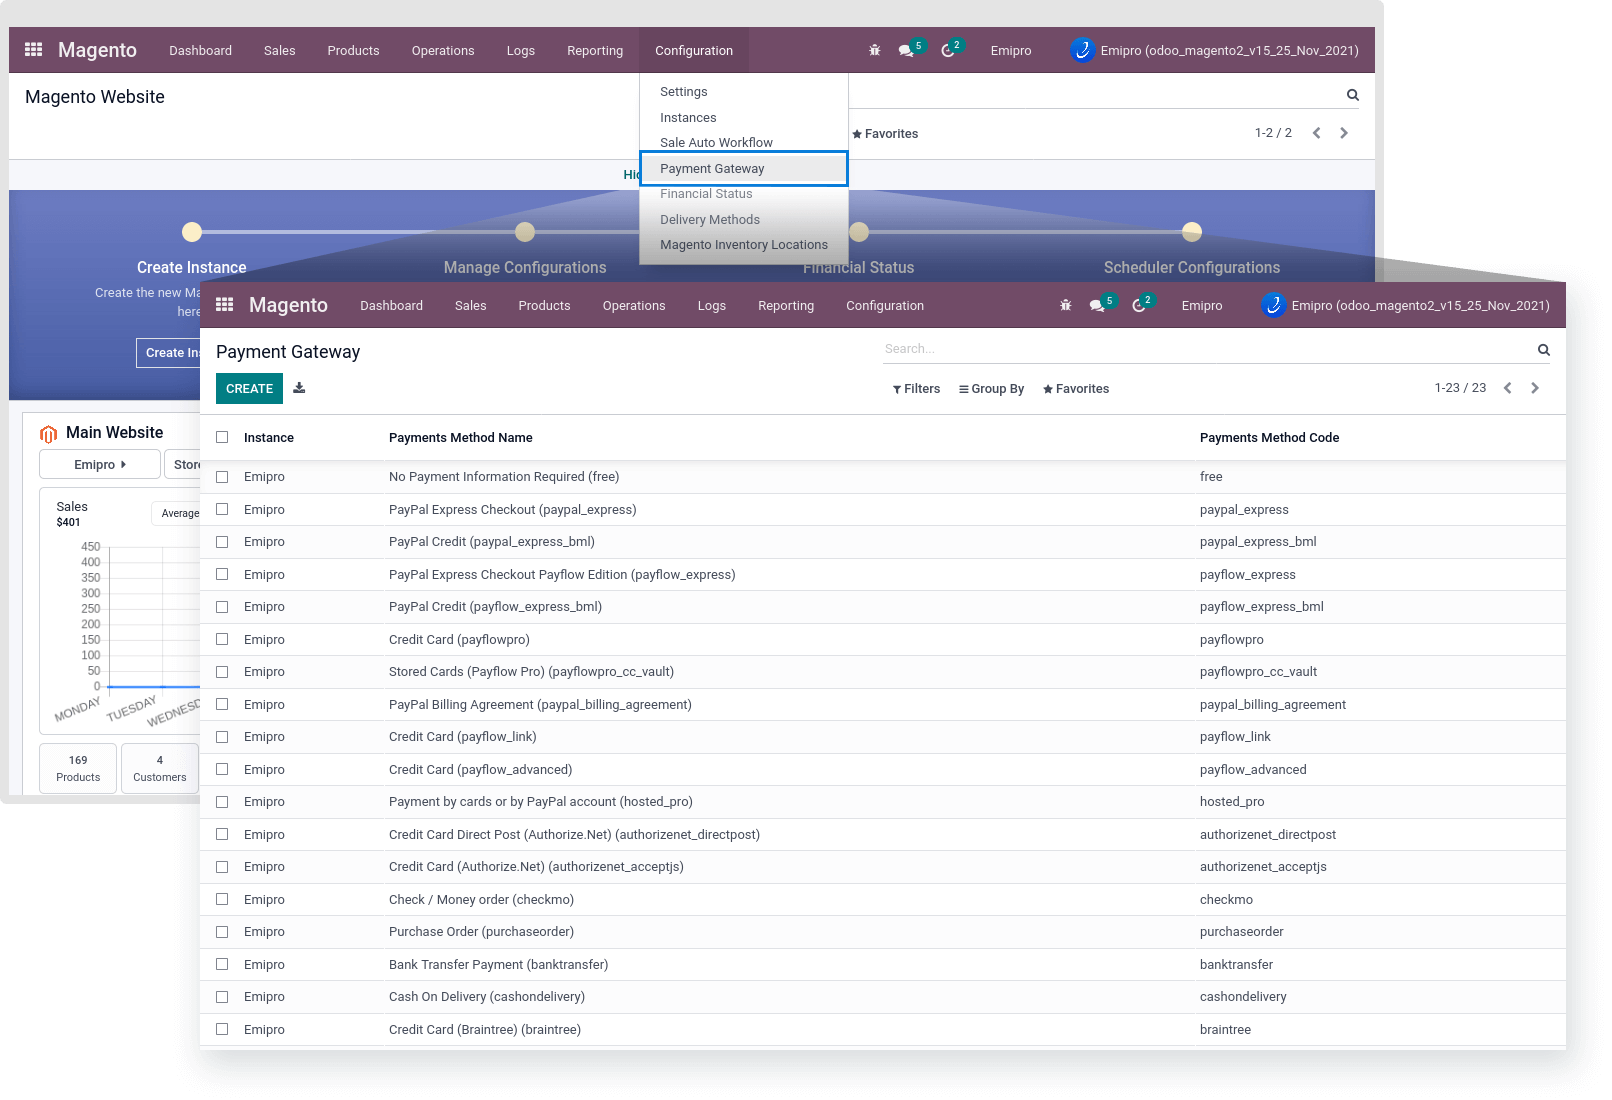 Magento Dashboard Sales Products Operations Logs Reporting Configuration 5 2 Emipro Emipro (odoo_magento2_v15_25_Nov_2021)
Magento Website
Favorites 1-2 / 2
Settings
Instances
Sale Auto Workflow
Payment Gateway
Financial Status
Delivery Methods
Magento Inventory Locations
Create Instance Manage Configurations Financial Status Scheduler Configurations
Create the new
here
Create
Main Website
Emipro
Sales
$401
Average
450
400
350
300
250
200
150
100
50
0
MONDAY TUESDAY
169 4
Products Customers
Magento Dashboard Sales Products Operations Logs Reporting Configuration 5 2 Emipro Emipro (odoo_magento2_v15_25_Nov_2021)
Payment Gateway Search...
CREATE Filters Group By Favorites 1-23 / 23
Instance Payments Method Name Payments Method Code
Emipro No Payment Information Required (free) free
Emipro PayPal Express Checkout (paypal_express) paypal_express
Emipro PayPal Credit (paypal_express_bml) paypal_express_bml
Emipro PayPal Express Checkout Payflow Edition (payflow_express) payflow_express
Emipro PayPal Credit (payflow_express_bml) payflow_express_bml
Emipro Credit Card (payflowpro) payflowpro
Emipro Stored Cards (Payflow Pro) (payflowpro_cc_vault) payflowpro_cc_vault
Emipro PayPal Billing Agreement (paypal_billing_agreement) paypal_billing_agreement
Emipro Credit Card (payflow_link) payflow_link
Emipro Credit Card (payflow_advanced) payflow_advanced
Emipro Payment by cards or by PayPal account (hosted_pro) hosted_pro
Emipro Credit Card Direct Post (Authorize.Net) (authorizenet_directpost) authorizenet_directpost
Emipro Credit Card (Authorize.Net) (authorizenet_acceptjs) authorizenet_acceptjs
Emipro Check / Money order (checkmo) checkmo
Emipro Purchase Order (purchaseorder) purchaseorder
Emipro Bank Transfer Payment (banktransfer) banktransfer
Emipro Cash On Delivery (cashondelivery) cashondelivery
Emipro Credit Card (Braintree) (braintree) braintree